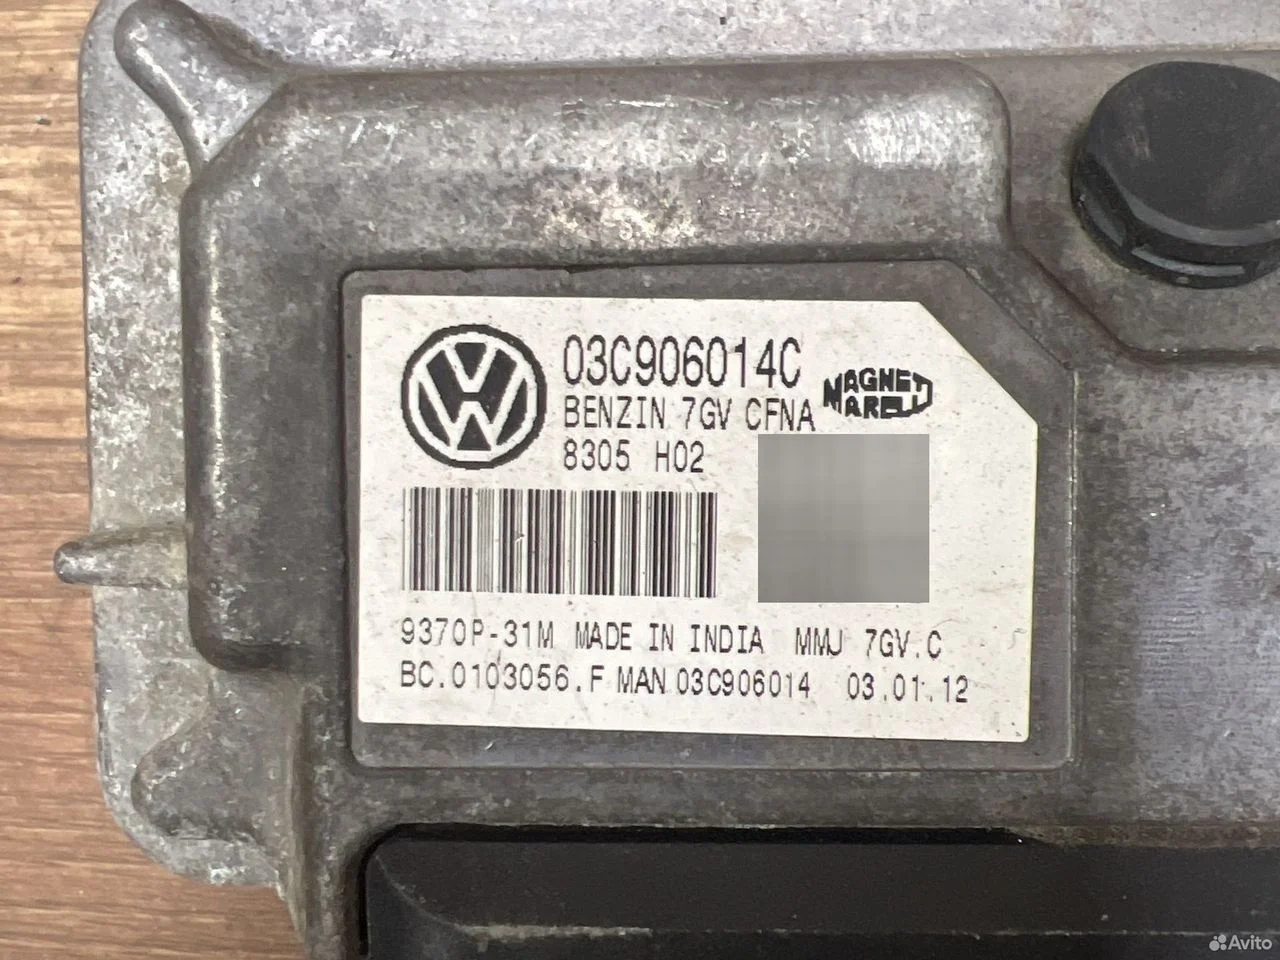 03C906014C
BENZIN 7GV CFNA
MAGNETI MARELLI
8305 H02
9370P-31M MADE IN INDIA MMJ 7GV.C
BC.0103056.F MAN 03C906014 03.01.12
Avito